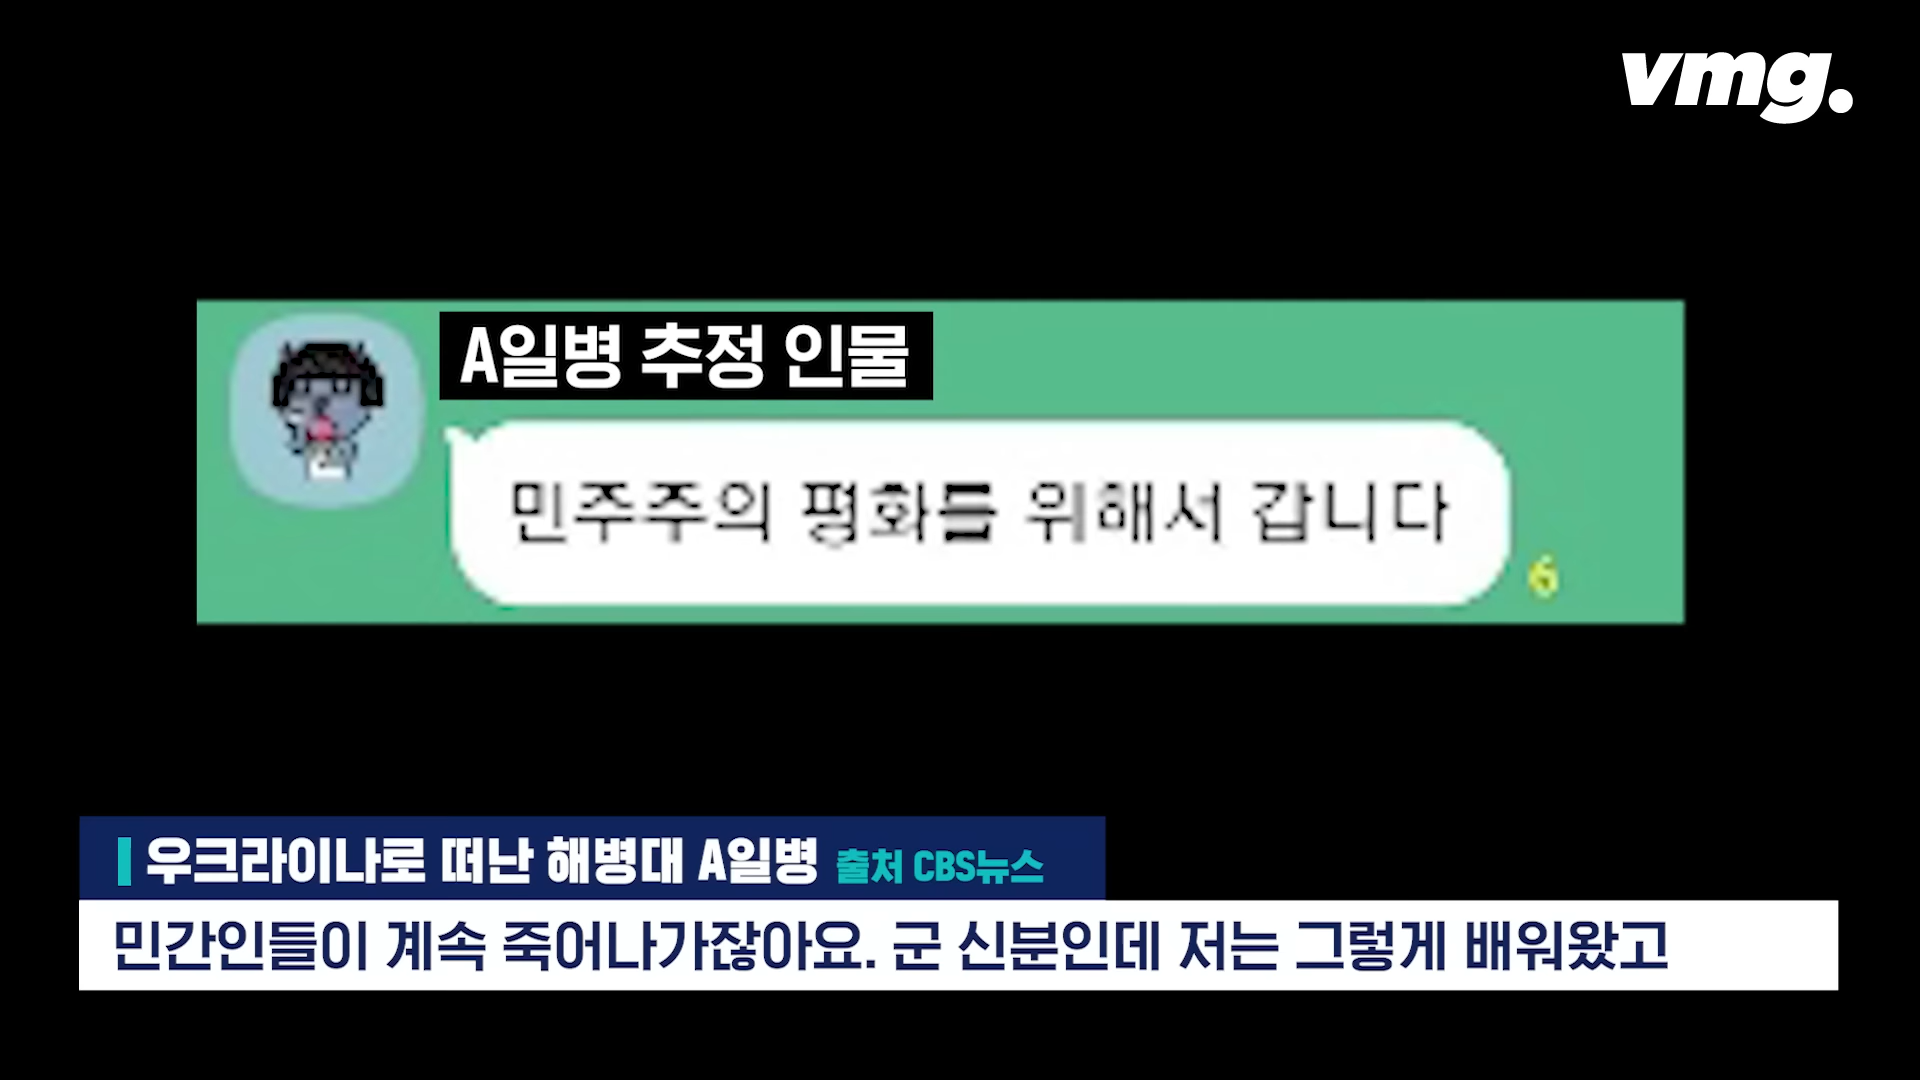 vmg.
A일병 추정 인물
민주주의 평화를 위해서 갑니다
6
우크라이나로 떠난 해병대 A일병 출처 CBS뉴스
민간인들이 계속 죽어나가잖아요. 군 신분인데 저는 그렇게 배워왔고